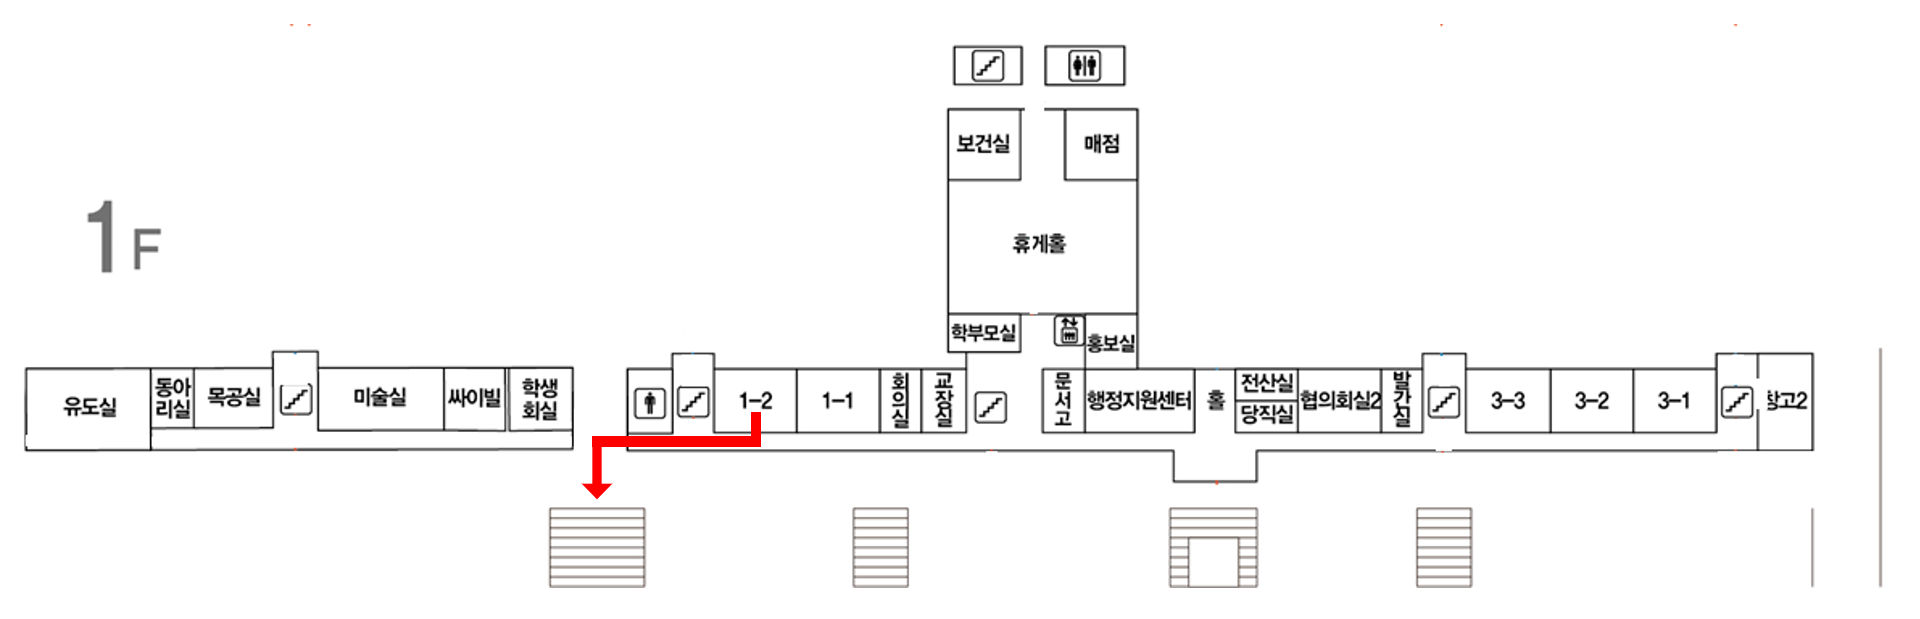 보건실
매점
1F
휴게홀
학부모실
홍보실
유도실
동아
리실
목공실
미술실
싸이빌
학생
회실
1-2
1-1
회의실
교장실
문서고
행정지원센터
홀
전산실
당직실
협의회실2
발간실
3-3
3-2
3-1
창고2